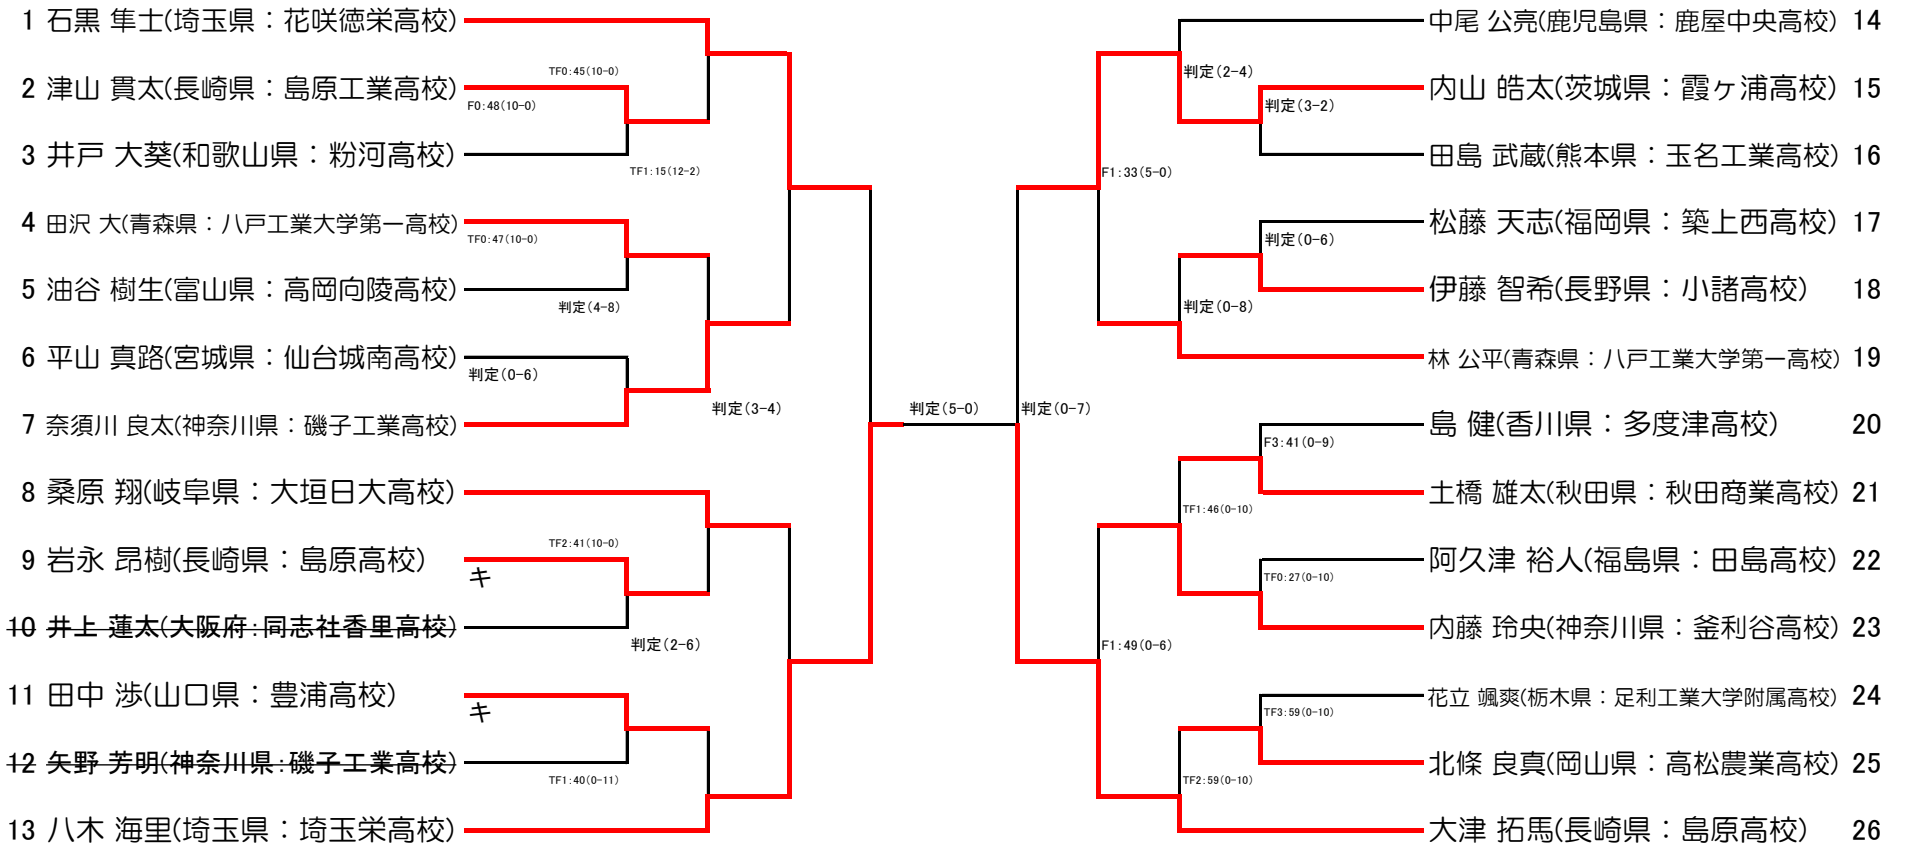 1 石黒 隼士(埼玉県：花咲徳栄高校)
TF0:45(10-0)
2 津山 貫太(長崎県：島原工業高校)
F0:48(10-0)
3 井戸 大葵(和歌山県：粉河高校)
TF1:15(12-2)
4 田沢 大(青森県：八戸工業大学第一高校)
TF0:47(10-0)
5 油谷 樹生(富山県：高岡向陵高校)
判定(4-8)
6 平山 真路(宮城県：仙台城南高校)
判定(0-6)
7 奈須川 良太(神奈川県：磯子工業高校)
判定(3-4)
8 桑原 翔(岐阜県：大垣日大高校)
TF2:41(10-0)
9 岩永 昂樹(長崎県：島原高校)
キ
10 井上 蓮太(大阪府：同志社香里高校)
判定(2-6)
11 田中 渉(山口県：豊浦高校)
キ
12 矢野 芳明(神奈川県：磯子工業高校)
TF1:40(0-11)
13 八木 海里(埼玉県：埼玉栄高校)
判定(5-0)
判定(0-7)
中尾 公亮(鹿児島県：鹿屋中央高校) 14
判定(2-4)
内山 皓太(茨城県：霞ヶ浦高校) 15
判定(3-2)
田島 武蔵(熊本県：玉名工業高校) 16
F1:33(5-0)
松藤 天志(福岡県：築上西高校) 17
判定(0-6)
伊藤 智希(長野県：小諸高校) 18
判定(0-8)
林 公平(青森県：八戸工業大学第一高校) 19
島 健(香川県：多度津高校) 20
F3:41(0-9)
土橋 雄太(秋田県：秋田商業高校) 21
TF1:46(0-10)
阿久津 裕人(福島県：田島高校) 22
TF0:27(0-10)
内藤 玲央(神奈川県：釜利谷高校) 23
F1:49(0-6)
花立 颯爽(栃木県：足利工業大学附属高校) 24
TF3:59(0-10)
北條 良真(岡山県：高松農業高校) 25
TF2:59(0-10)
大津 拓馬(長崎県：島原高校) 26